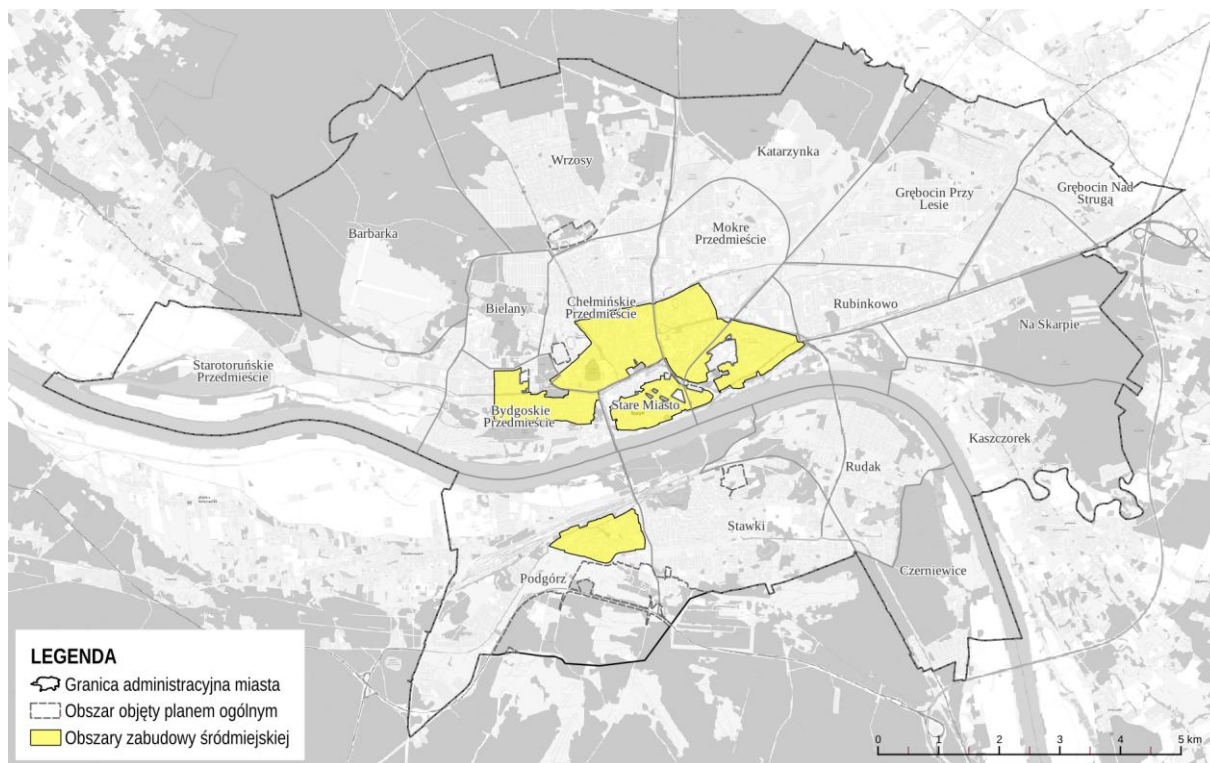 Wrzosy
Katarzynka
Grębocin Przy
Lesie
Grębocin Nad
Strugą
Mokre
Przedmieście
Barbarka
Bielany
Chełmińskie
Przedmieście
Rubinkowo
Na Skarpie
Starotoruńskie
Przedmieście
Bydgoskie
Przedmieście
Stare Miasto
Kaszczorek
Rudak
Stawki
Podgórz
Czerniewice
LEGENDA
Granica administracyjna miasta
Obszar objęty planem ogólnym
Obszary zabudowy śródmiejskiej
0 1 2 3 4 5 km